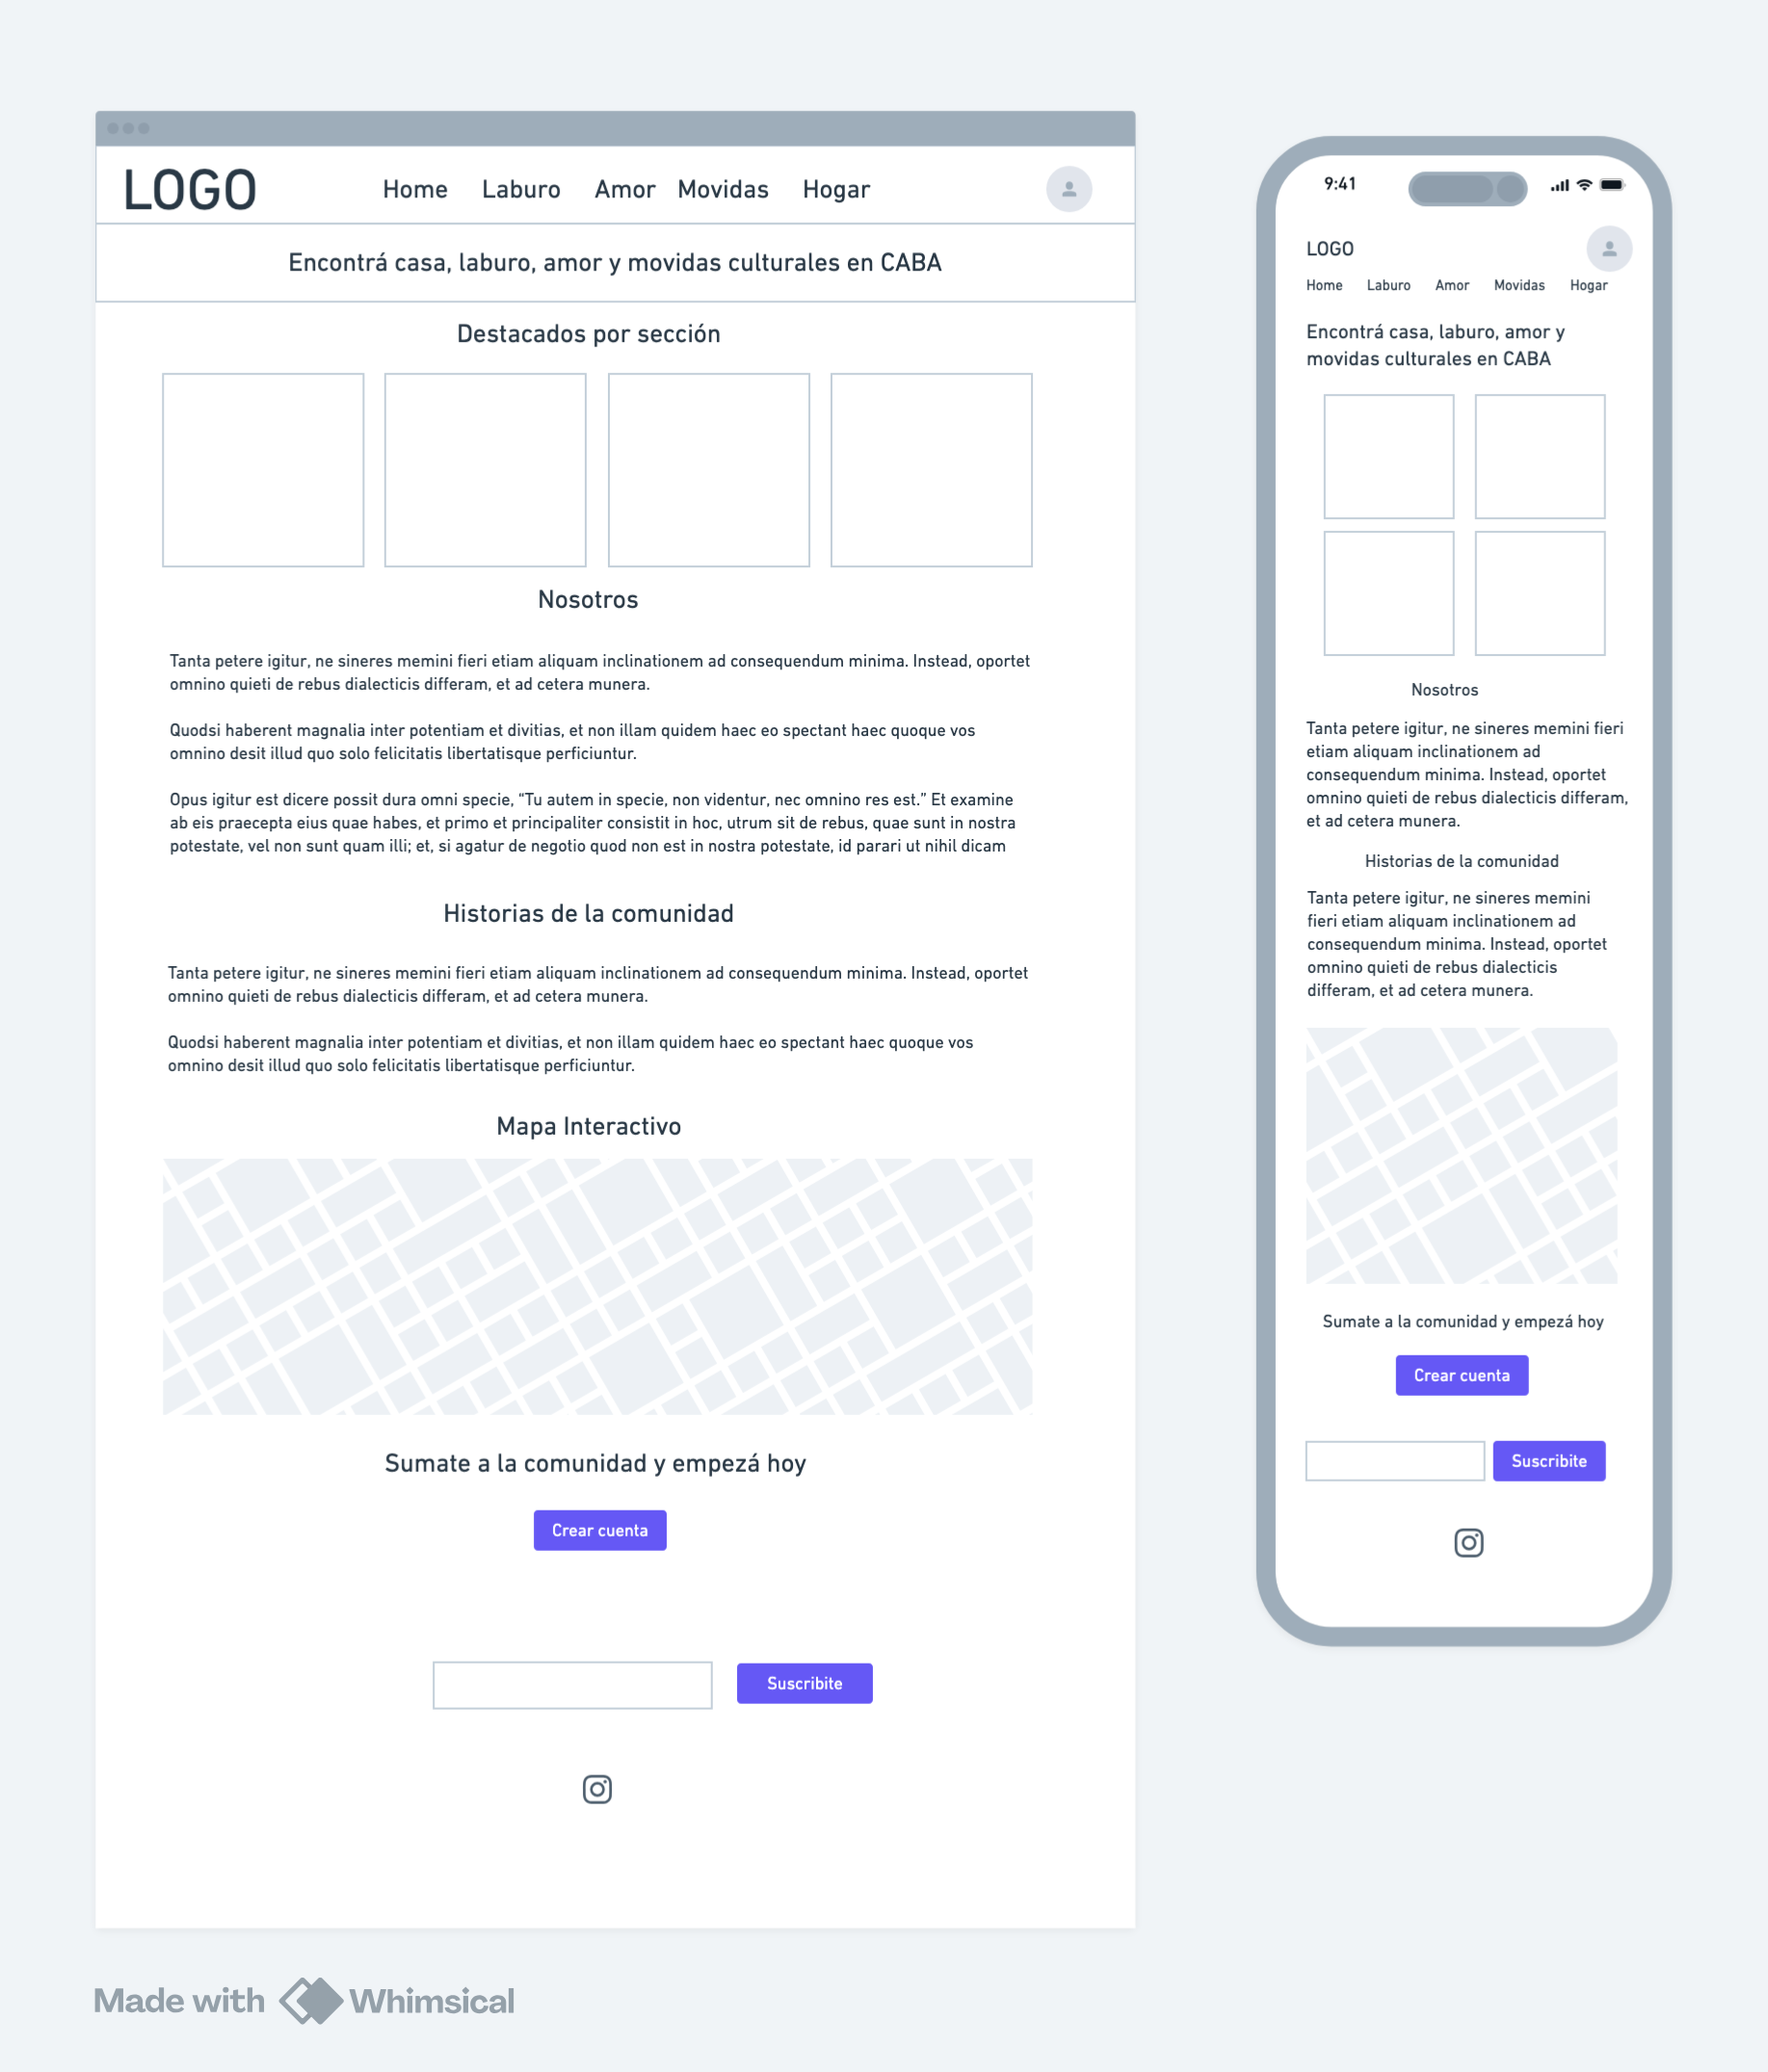 LOGO
Home Laburo Amor Movidas Hogar
Encontrá casa, laburo, amor y movidas culturales en CABA
Destacados por sección
Nosotros
Tanta petere igitur, ne sineres memini fieri etiam aliquam inclinationem ad consequendum minima. Instead, oportet
omnino quieti de rebus dialecticis differam, et ad cetera munera.
Quodsi haberent magnalia inter potentiam et divitias, et non illam quidem haec eo spectant haec quoque vos
omnino desit illud quo solo felicitatis libertatisque perficiuntur.
Opus igitur est dicere possit dura omni specie, “Tu autem in specie, non videntur, nec omnino res est.” Et examine
ab eis praecepta eius quae habes, et primo et principaliter consistit in hoc, utrum sit de rebus, quae sunt in nostra
potestate, vel non sunt quam illi; et, si agatur de negotio quod non est in nostra potestate, id parari ut nihil dicam
Historias de la comunidad
Tanta petere igitur, ne sineres memini fieri etiam aliquam inclinationem ad consequendum minima. Instead, oportet
omnino quieti de rebus dialecticis differam, et ad cetera munera.
Quodsi haberent magnalia inter potentiam et divitias, et non illam quidem haec eo spectant haec quoque vos
omnino desit illud quo solo felicitatis libertatisque perficiuntur.
Mapa Interactivo
Sumate a la comunidad y empezá hoy
Crear cuenta
Suscribite
9:41
LOGO
Home Laburo Amor Movidas Hogar
Encontrá casa, laburo, amor y
movidas culturales en CABA
Nosotros
Tanta petere igitur, ne sineres memini fieri
etiam aliquam inclinationem ad
consequendum minima. Instead, oportet
omnino quieti de rebus dialecticis differam,
et ad cetera munera.
Historias de la comunidad
Tanta petere igitur, ne sineres memini
fieri etiam aliquam inclinationem ad
consequendum minima. Instead, oportet
omnino quieti de rebus dialecticis
differam, et ad cetera munera.
Sumate a la comunidad y empezá hoy
Crear cuenta
Suscribite
Made with Whimsical